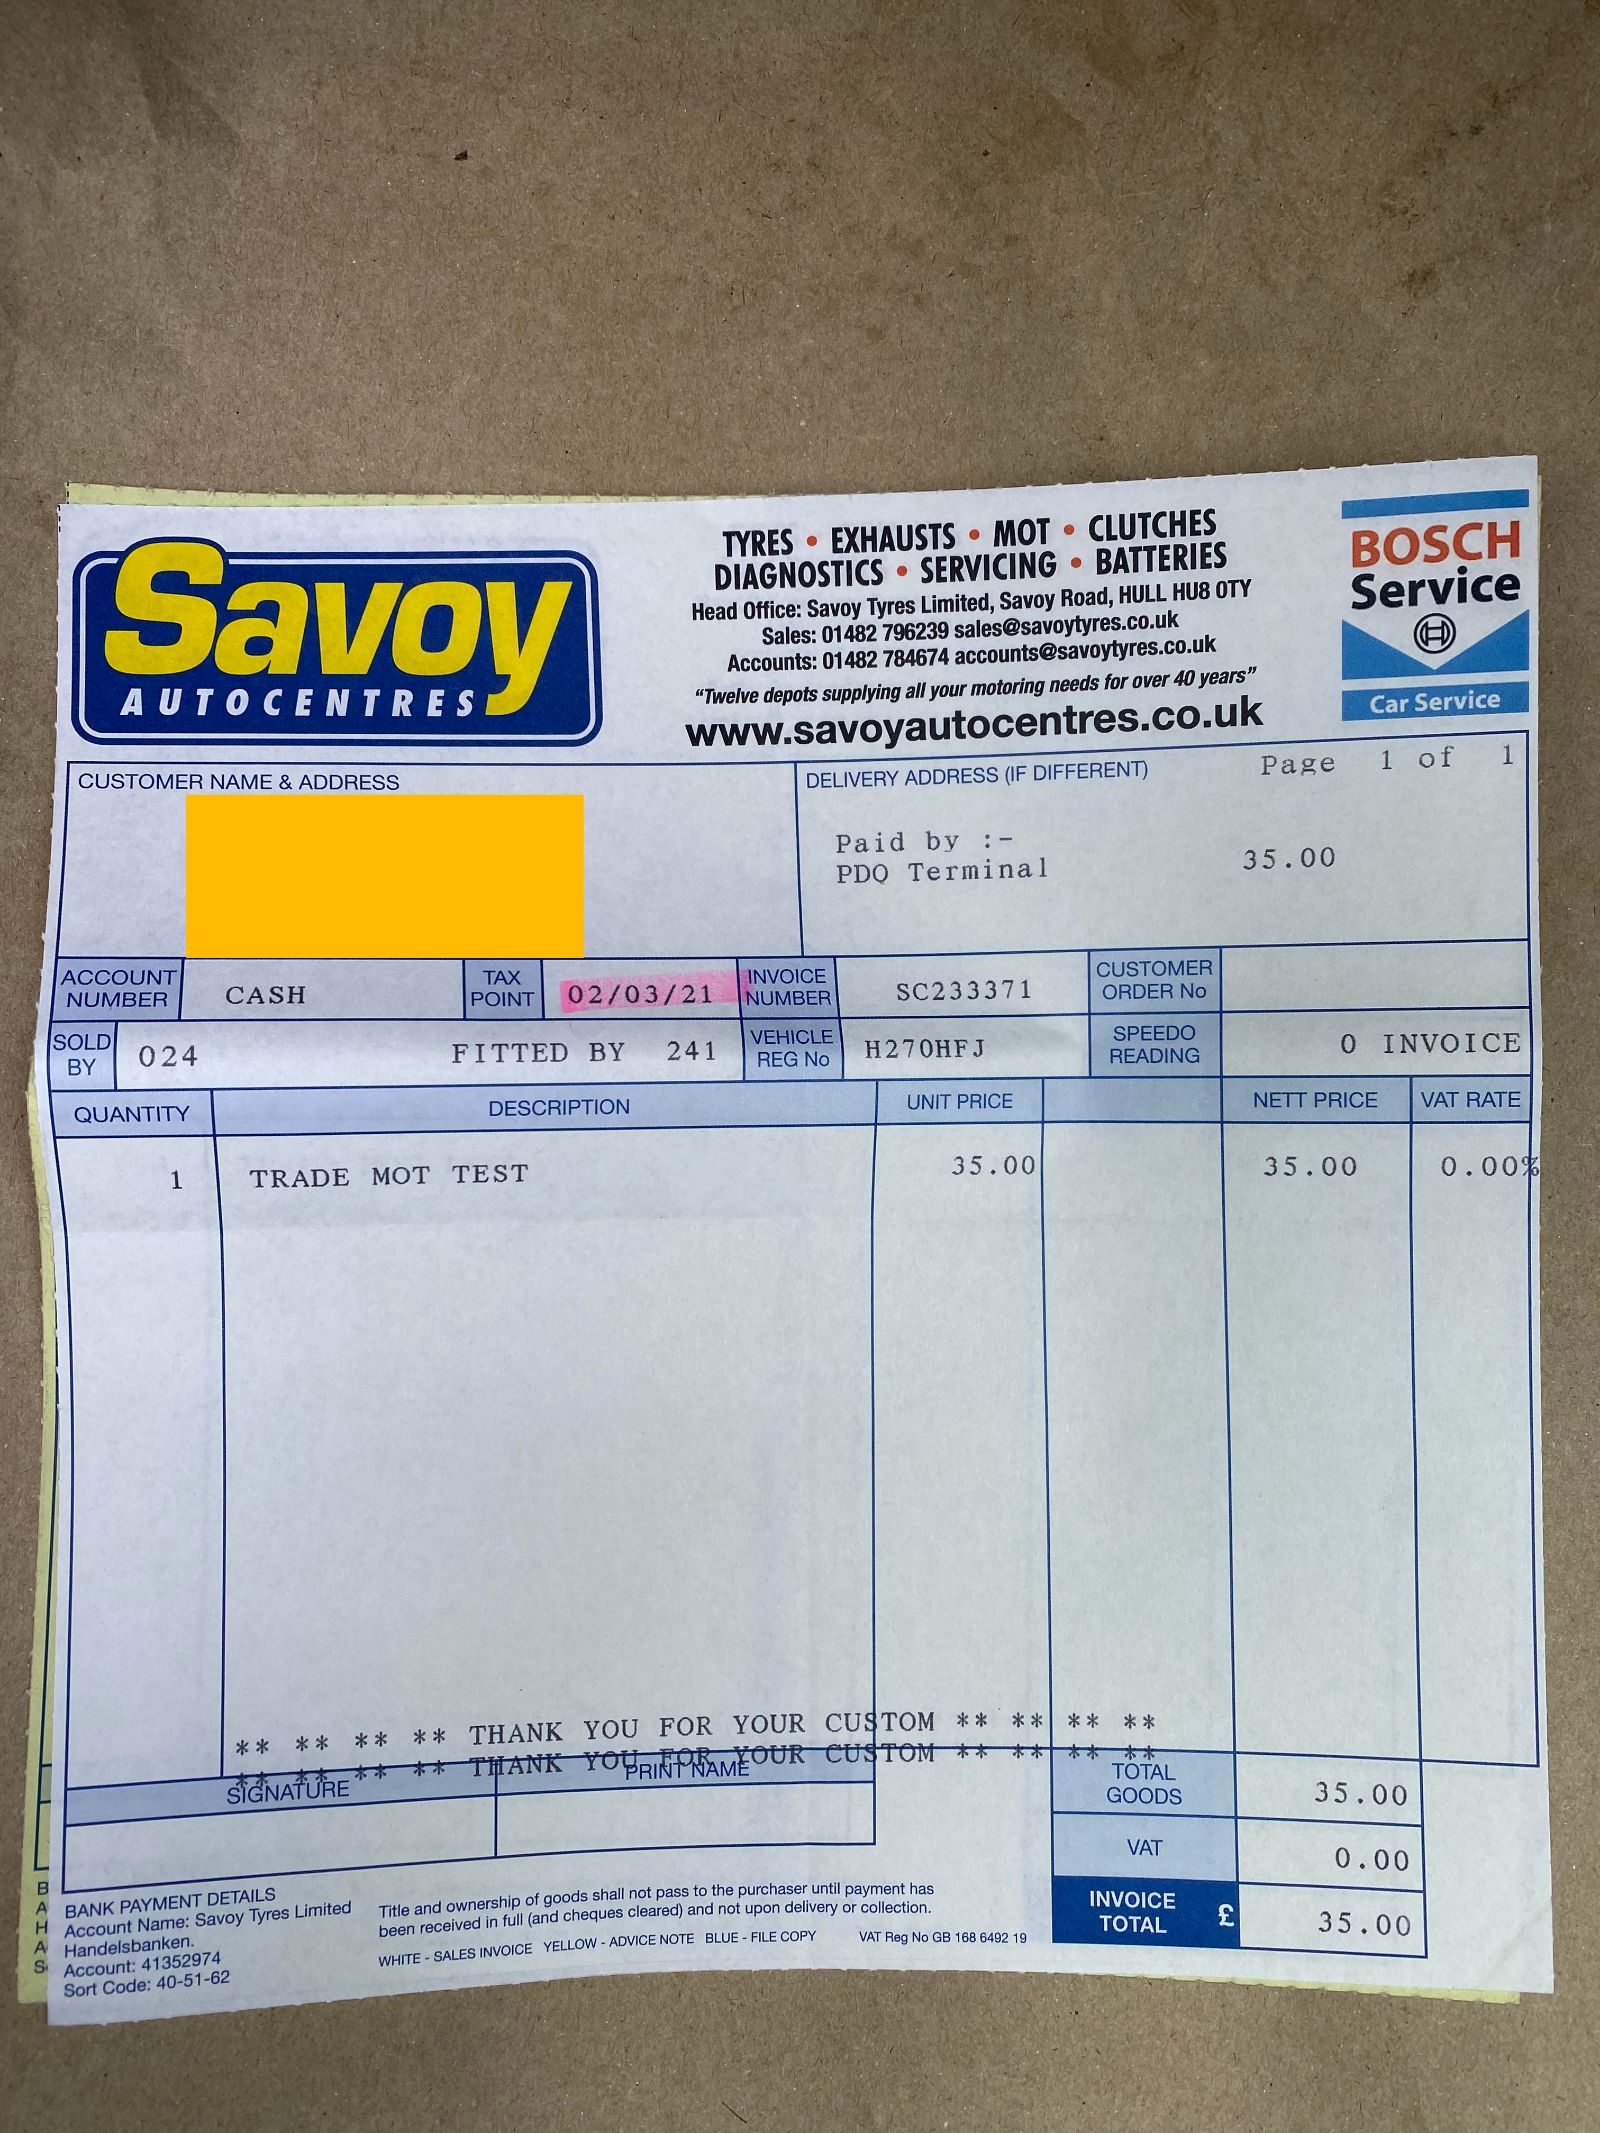 Savoy
AUTOCENTRES
TYRES • EXHAUSTS • MOT • CLUTCHES
DIAGNOSTICS • SERVICING • BATTERIES
Head Office: Savoy Tyres Limited, Savoy Road, HULL HU8 0TY
Sales: 01482 796239 sales@savoytyres.co.uk
Accounts: 01482 784674 accounts@savoytyres.co.uk
“Twelve depots supplying all your motoring needs for over 40 years”
www.savoyautocentres.co.uk
BOSCH
Service
Car Service
CUSTOMER NAME & ADDRESS
DELIVERY ADDRESS (IF DIFFERENT) Page 1 of 1
Paid by :-
PDQ Terminal 35.00
ACCOUNT NUMBER CASH TAX POINT 02/03/21 INVOICE NUMBER SC233371 CUSTOMER ORDER No
SOLD BY 024 FITTED BY 241 VEHICLE REG No H270HFJ SPEEDO READING 0 INVOICE
QUANTITY DESCRIPTION UNIT PRICE NETT PRICE VAT RATE
1 TRADE MOT TEST 35.00 35.00 0.00%
** ** ** ** THANK YOU FOR YOUR CUSTOM ** ** ** **
** ** ** ** THANK YOU FOR YOUR CUSTOM ** ** ** **
SIGNATURE PRINT NAME
TOTAL GOODS 35.00
VAT 0.00
INVOICE TOTAL £ 35.00
BANK PAYMENT DETAILS
Account Name: Savoy Tyres Limited
Handelsbanken.
Account: 41352974
Sort Code: 40-51-62
Title and ownership of goods shall not pass to the purchaser until payment has
been received in full (and cheques cleared) and not upon delivery or collection.
WHITE - SALES INVOICE YELLOW - ADVICE NOTE BLUE - FILE COPY VAT Reg No GB 168 6492 19
B
A
H
A
S